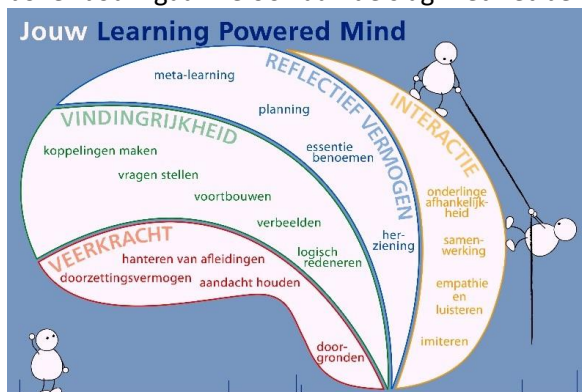 Jouw Learning Powered Mind
REFLECTIEF VERMOGEN
meta-learning
planning
essentie
benoemen
her-
ziening
INTERACTIE
onderlinge
afhankelijk-
heid
samen-
werking
empathie
en
luisteren
imiteren
VINDINGRIJKHEID
koppelingen maken
vragen stellen
voortbouwen
verbeelden
logisch
redeneren
VEERKRACHT
hanteren van afleidingen
doorzettingsvermogen
aandacht houden
door-
gronden